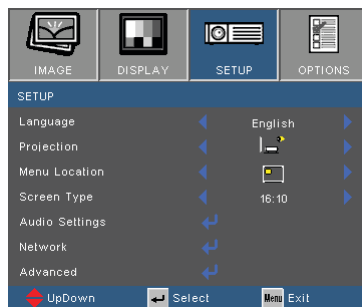 IMAGE DISPLAY SETUP OPTIONS
SETUP
Language English
Projection
Menu Location
Screen Type 16:10
Audio Settings
Network
Advanced
UpDown Select Menu Exit